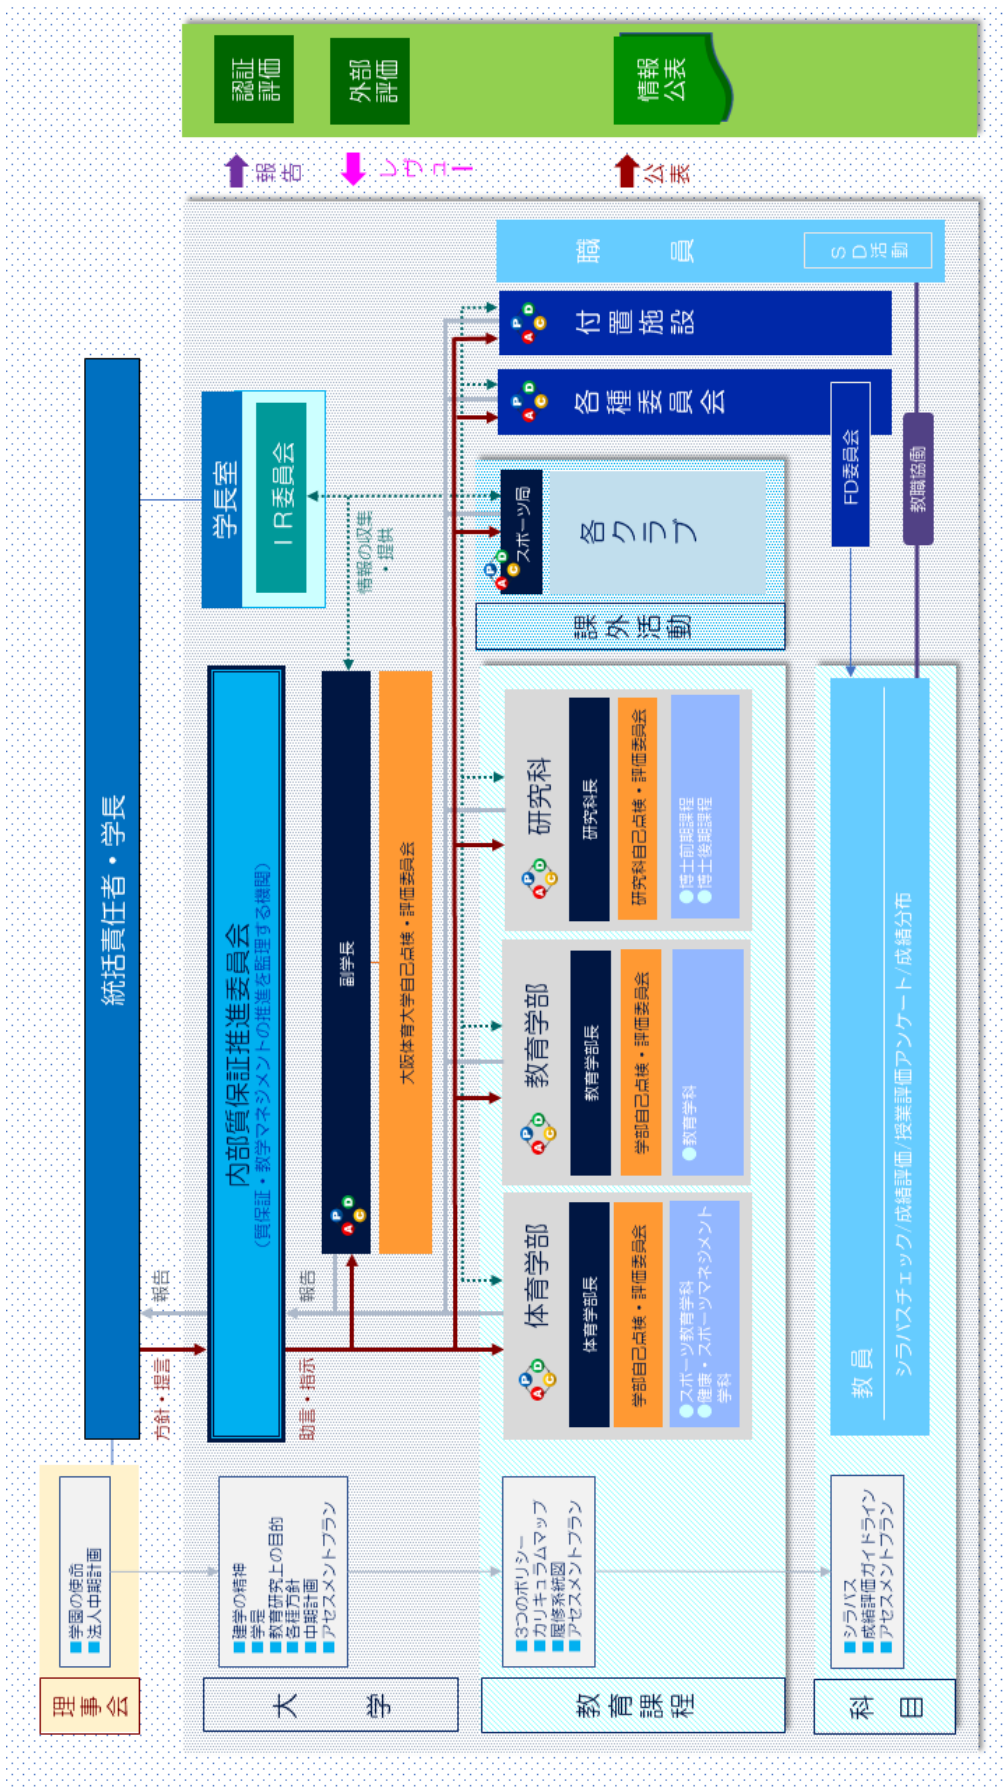 統括責任者・学長
理事会
■学園の使命
■法人中期計画
方針・提言
報告
大学
■建学の精神
■学是
■教育研究上の目的
■各種方針
■中期計画
■アセスメントプラン
内部質保証推進委員会
(質保証・教学マネジメントの推進を監理する機関)
学長室
IR委員会
助言・指示
報告
P
D
C
A
副学長
大阪体育大学自己点検・評価委員会
情報の収集
・提供
教育課程
■3つのポリシー
■カリキュラムマップ
■履修系統図
■アセスメントプラン
P
D
C
A
体育学部
体育学部長
学部自己点検・評価委員会
●スポーツ教育学科
●健康・スポーツマネジメント
学科
P
D
C
A
教育学部
教育学部長
学部自己点検・評価委員会
●教育学科
P
D
C
A
研究科
研究科長
研究科自己点検・評価委員会
●博士前期課程
●博士後期課程
課外活動
P
D
C
A
スポーツ局
各クラブ
P
D
C
A
各種委員会
FD委員会
P
D
C
A
付置施設
職員
SD活動
教職協働
科目
■シラバス
■成績評価ガイドライン
■アセスメントプラン
教員
シラバスチェック/成績評価/授業評価アンケート/成績分布
報告
レヴュー
公表
認証
評価
外部
評価
情報
公表